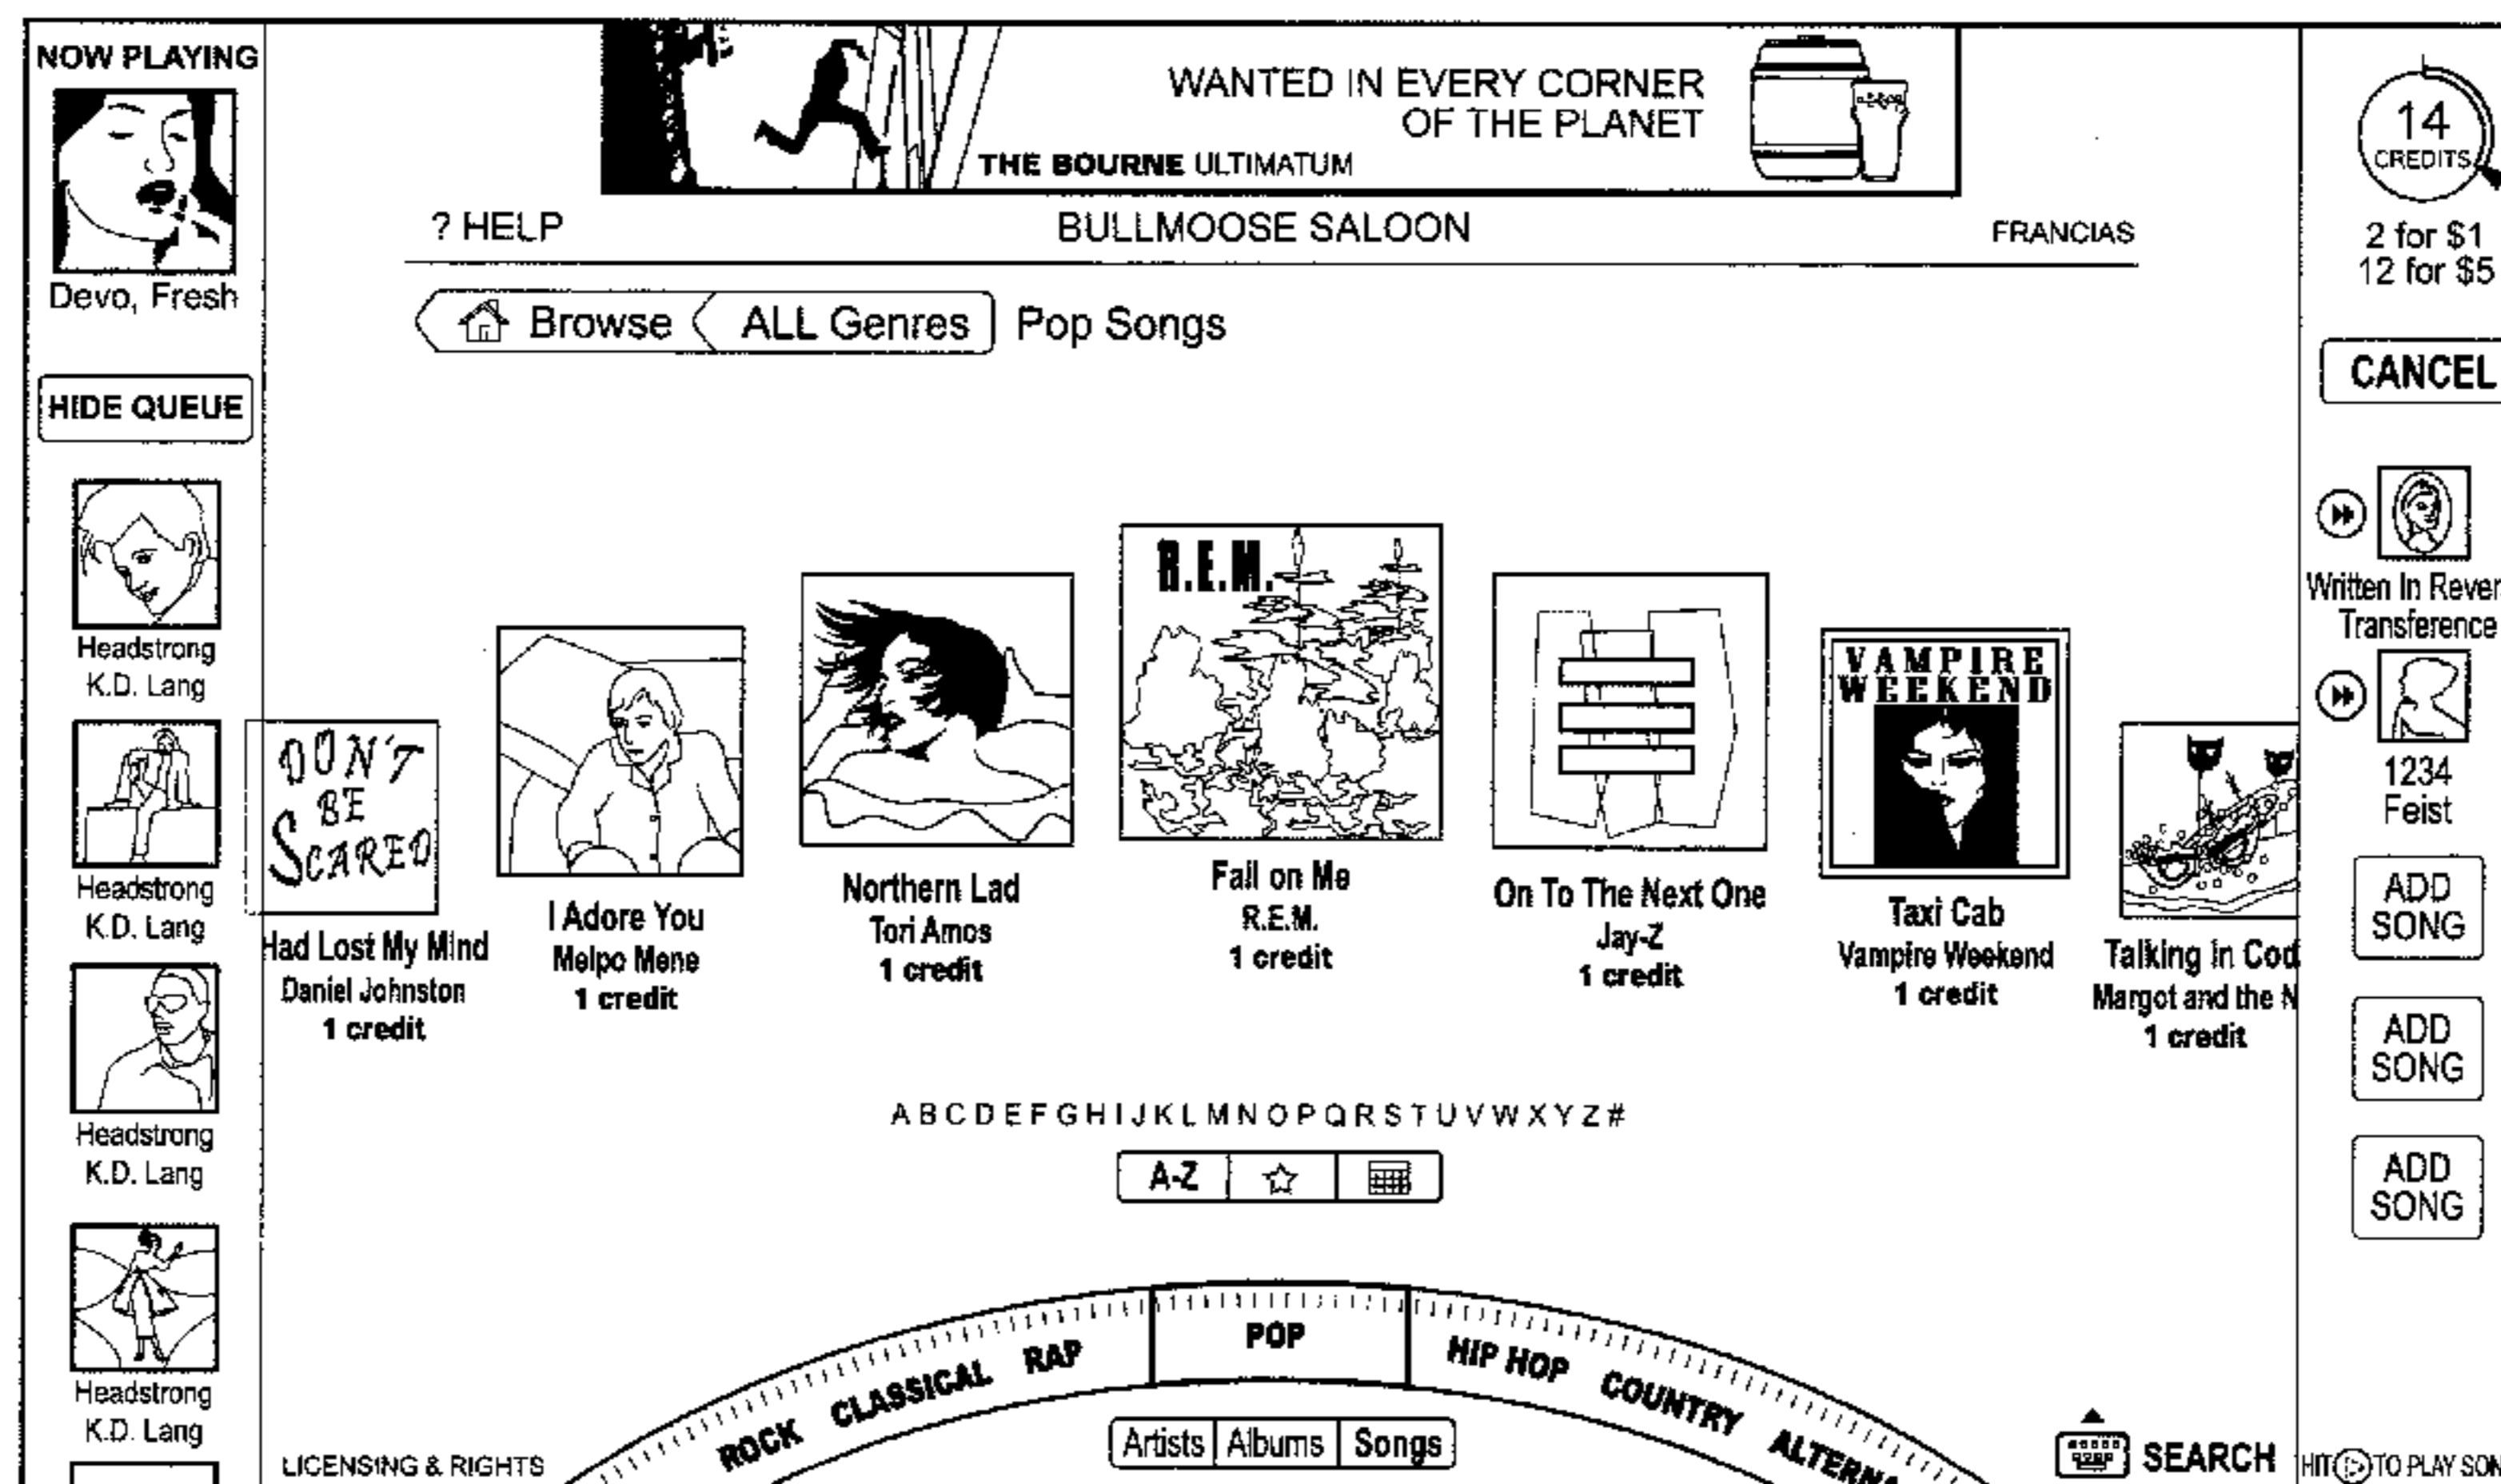 NOW PLAYING
Devo, Fresh
HIDE QUEUE
Headstrong
K.D. Lang
Headstrong
K.D. Lang
Headstrong
K.D. Lang
Headstrong
K.D. Lang
WANTED IN EVERY CORNER
OF THE PLANET
THE BOURNE ULTIMATUM
? HELP
BULLMOOSE SALOON
FRANCIAS
Browse
ALL Genres
Pop Songs
DON'T
BE
SCARED
Had Lost My Mind
Daniel Johnston
1 credit
I Adore You
Melpo Mene
1 credit
Northern Lad
Tori Amos
1 credit
R.E.M.
Fall on Me
R.E.M.
1 credit
On To The Next One
Jay-Z
1 credit
VAMPIRE
WEEKEND
Taxi Cab
Vampire Weekend
1 credit
Talking In Cod
Margot and the N
1 credit
A B C D E F G H I J K L M N O P Q R S T U V W X Y Z #
A-Z
ROCK CLASSICAL RAP POP HIP HOP COUNTRY ALTERNA
Artists Albums Songs
LICENSING & RIGHTS
SEARCH
14
CREDITS
2 for $1
12 for $5
CANCEL
Written In Rever
Transference
1234
Feist
ADD
SONG
ADD
SONG
ADD
SONG
HIT TO PLAY SON